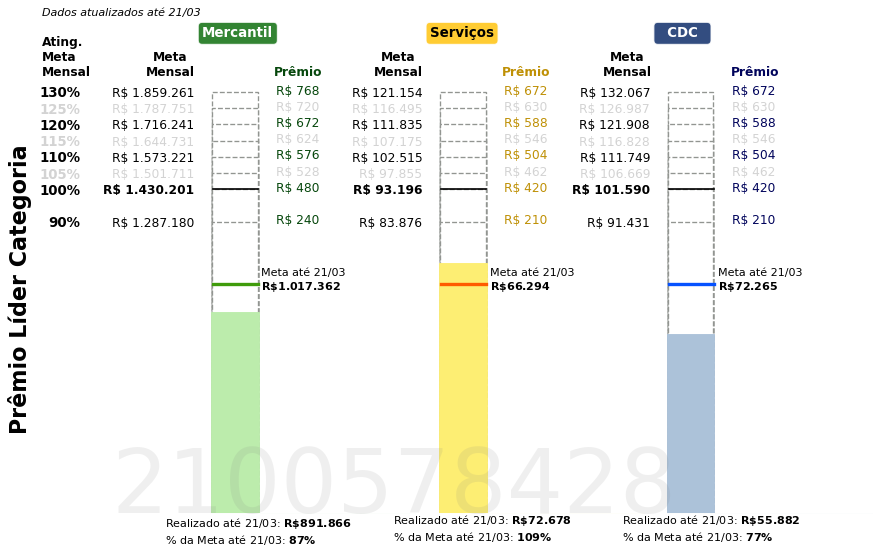 Dados atualizados até 21/03
Mercantil Serviços CDC
Ating. Meta Mensal Meta Mensal Prêmio Meta Mensal Prêmio Meta Mensal Prêmio
130% R$ 1.859.261 R$ 768 R$ 121.154 R$ 672 R$ 132.067 R$ 672
125% R$ 1.787.751 R$ 720 R$ 116.495 R$ 630 R$ 126.987 R$ 630
120% R$ 1.716.241 R$ 672 R$ 111.835 R$ 588 R$ 121.908 R$ 588
115% R$ 1.644.731 R$ 624 R$ 107.175 R$ 546 R$ 116.828 R$ 546
110% R$ 1.573.221 R$ 576 R$ 102.515 R$ 504 R$ 111.749 R$ 504
105% R$ 1.501.711 R$ 528 R$ 97.855 R$ 462 R$ 106.669 R$ 462
100% R$ 1.430.201 R$ 480 R$ 93.196 R$ 420 R$ 101.590 R$ 420
90% R$ 1.287.180 R$ 240 R$ 83.876 R$ 210 R$ 91.431 R$ 210
Prêmio Líder Categoria
Meta até 21/03 Meta até 21/03 Meta até 21/03
R$1.017.362 R$66.294 R$72.265
2100578428
Realizado até 21/03: R$891.866 Realizado até 21/03: R$72.678 Realizado até 21/03: R$55.882
% da Meta até 21/03: 87% % da Meta até 21/03: 109% % da Meta até 21/03: 77%